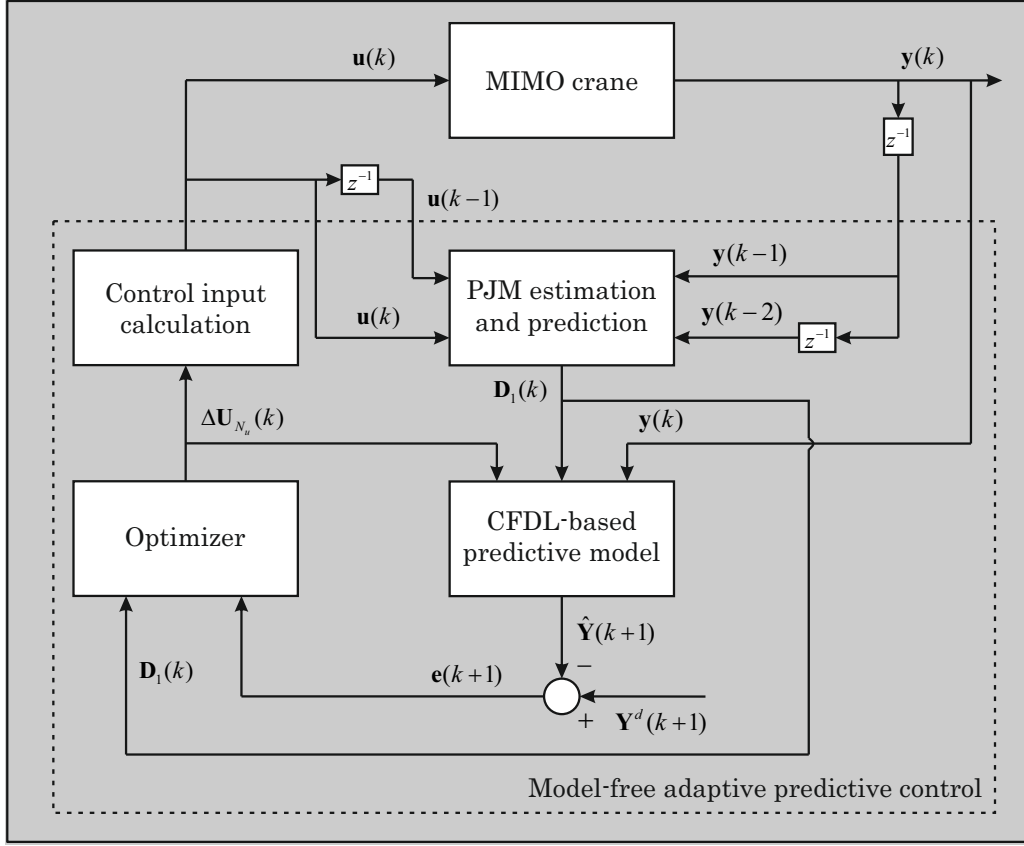 u(k)
MIMO crane
y(k)
z⁻¹
z⁻¹
u(k−1)
Control input
calculation
u(k)
PJM estimation
and prediction
y(k−1)
y(k−2)
z⁻¹
D₁(k)
ΔU_{N_u}(k)
y(k)
Optimizer
CFDL-based
predictive model
Ŷ(k+1)
D₁(k)
e(k+1)
−
+
Y^d(k+1)
Model-free adaptive predictive control